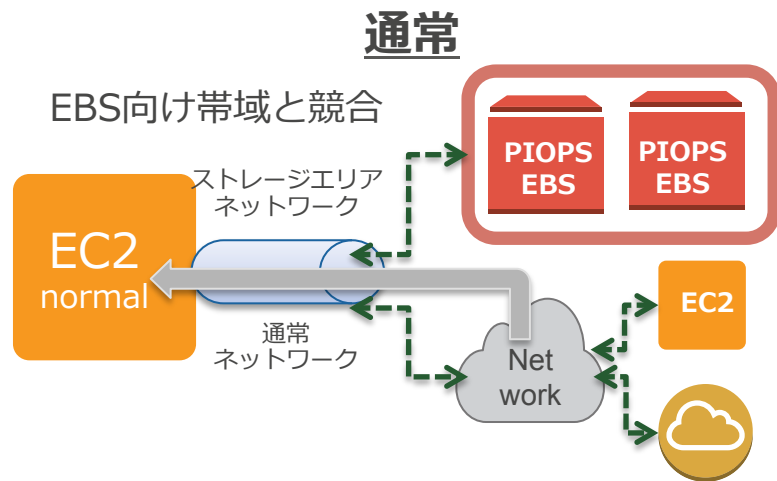 通常
EBS向け帯域と競合
ストレージエリア
ネットワーク
PIOPS
EBS
PIOPS
EBS
EC2
normal
通常
ネットワーク
Net
work
EC2